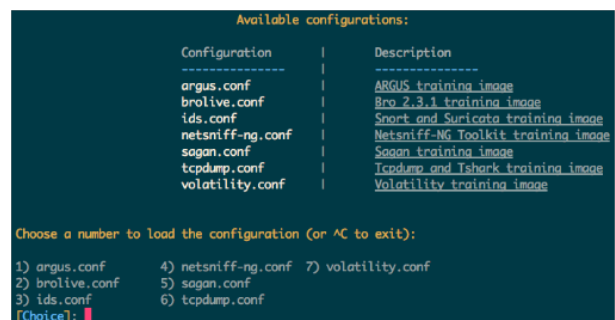 Available configurations:
Configuration | Description
--------------- | ---------------
argus.conf | ARGUS training image
brolive.conf | Bro 2.3.1 training image
ids.conf | Snort and Suricata training image
netsniff-ng.conf | Netsniff-NG Toolkit training image
sagan.conf | Sagan training image
tcpdump.conf | Tcpdump and Tshark training image
volatility.conf | Volatility training image
Choose a number to load the configuration (or ^C to exit):
1) argus.conf 4) netsniff-ng.conf 7) volatility.conf
2) brolive.conf 5) sagan.conf
3) ids.conf 6) tcpdump.conf
[Choice]: